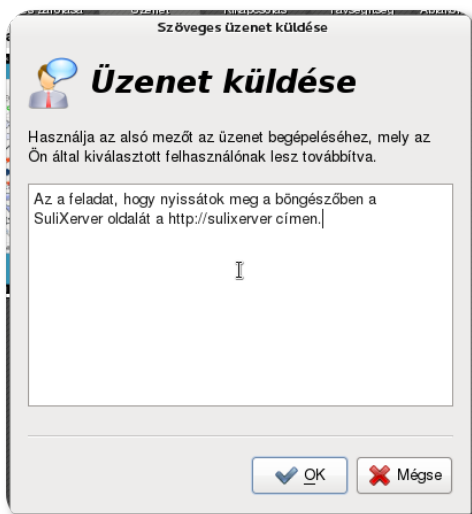 Szöveges üzenet küldése
Üzenet küldése
Használja az alsó mezőt az üzenet begépeléséhez, mely az
Ön által kiválasztott felhasználónak lesz továbbítva.
Az a feladat, hogy nyissátok meg a böngészőben a
SuliXerver oldalát a http://sulixerver címen.
OK
Mégse